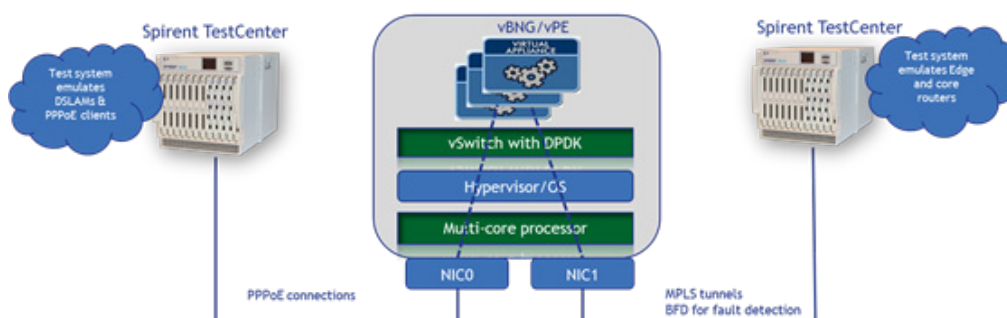 vBNG/vPE
Spirent TestCenter
Spirent TestCenter
Test system
emulates
DSLAMs &
PPPoE clients
VIRTUAL
APPLIANCE
Test system
emulates Edge
and core
routers
vSwitch with DPDK
Hypervisor/OS
Multi-core processor
NIC0
NIC1
PPPoE connections
MPLS tunnels
BFD for fault detection